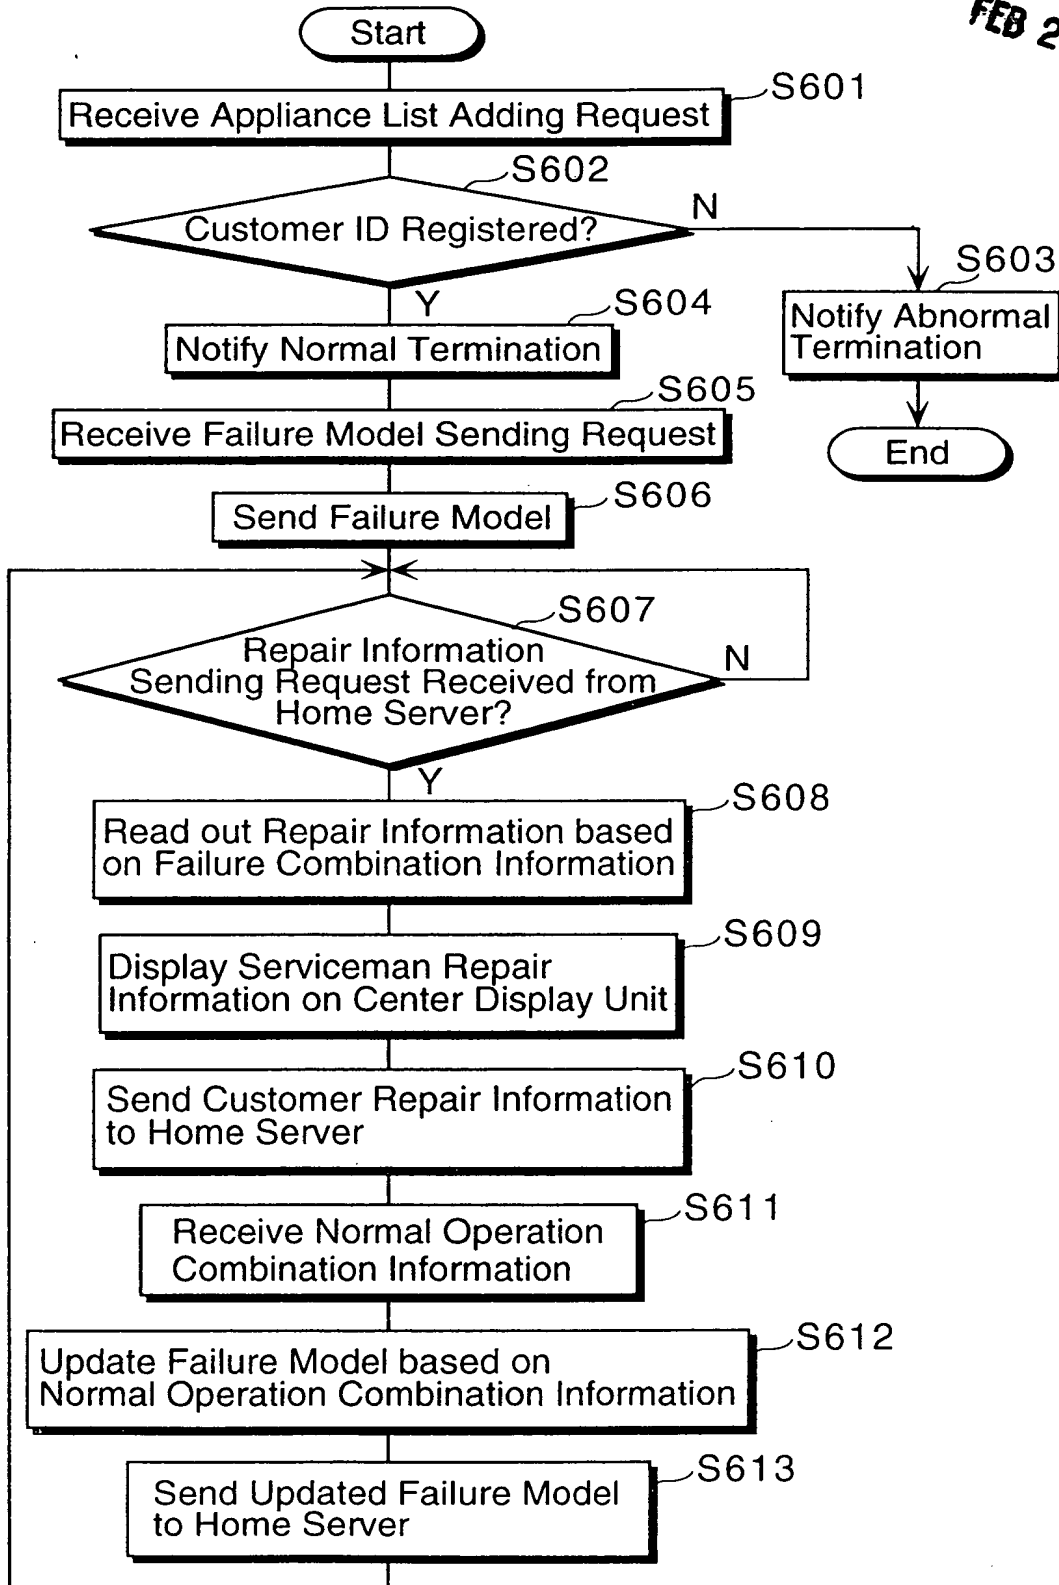 FEB 2
Start
S601
Receive Appliance List Adding Request
S602
Customer ID Registered?
N
Y
S603
Notify Abnormal
Termination
End
S604
Notify Normal Termination
S605
Receive Failure Model Sending Request
S606
Send Failure Model
S607
Repair Information
Sending Request Received from
Home Server?
N
Y
S608
Read out Repair Information based
on Failure Combination Information
S609
Display Serviceman Repair
Information on Center Display Unit
S610
Send Customer Repair Information
to Home Server
S611
Receive Normal Operation
Combination Information
S612
Update Failure Model based on
Normal Operation Combination Information
S613
Send Updated Failure Model
to Home Server